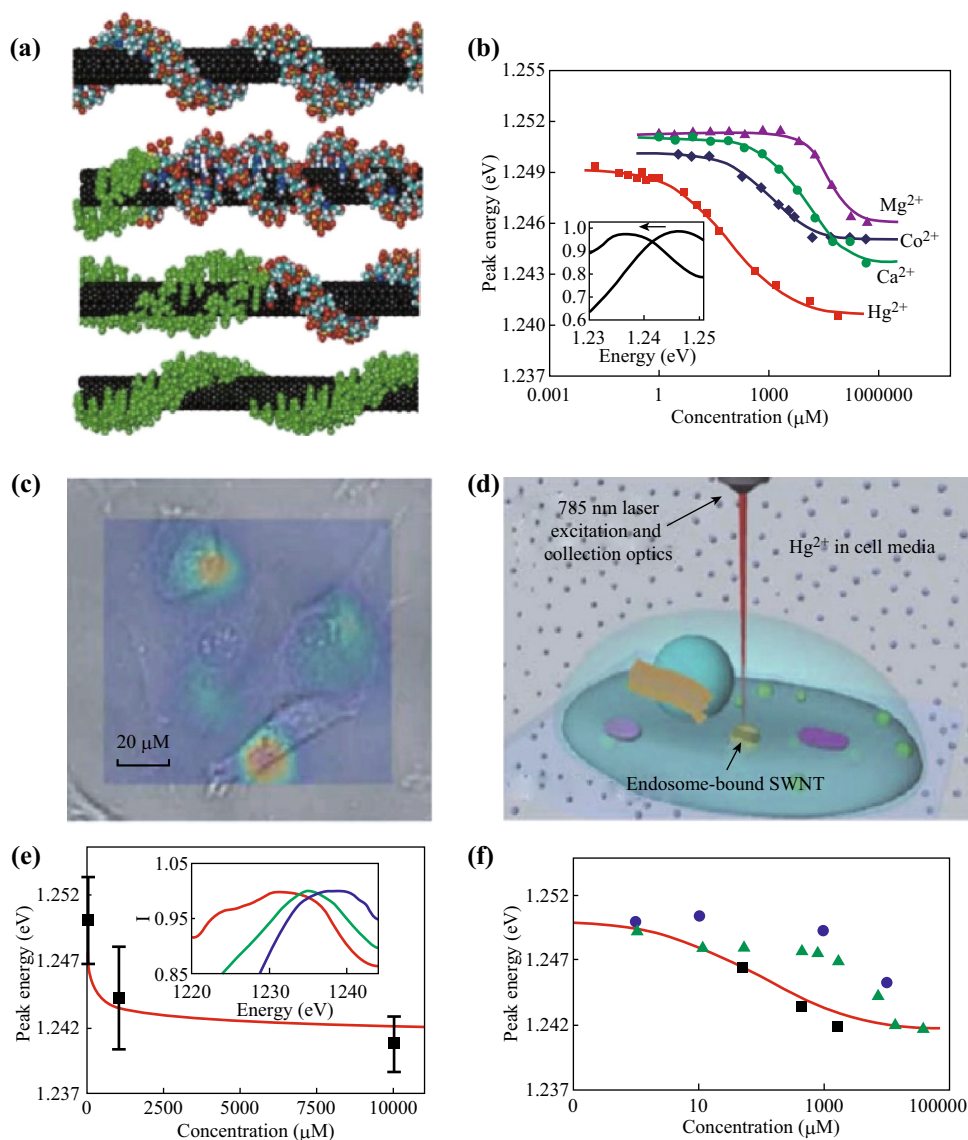 (a)
(b)
1.255
1.252
1.249
1.246
1.243
1.240
1.237
Peak energy (eV)
Mg2+
Co2+
Ca2+
Hg2+
1.0
0.9
0.8
0.7
0.6
1.23 1.24 1.25
Energy (eV)
0.001 1 1000 1000000
Concentration (μM)
(c)
20 μM
(d)
785 nm laser
excitation and
collection optics
Hg2+ in cell media
Endosome-bound SWNT
(e)
1.252
1.247
1.242
1.237
Peak energy (eV)
1.05
0.95
0.85
I
1220 1230 1240
Energy (eV)
0 2500 5000 7500 10000
Concentration (μM)
(f)
1.252
1.247
1.242
1.237
Peak energy (eV)
0 10 1000 100000
Concentration (μM)